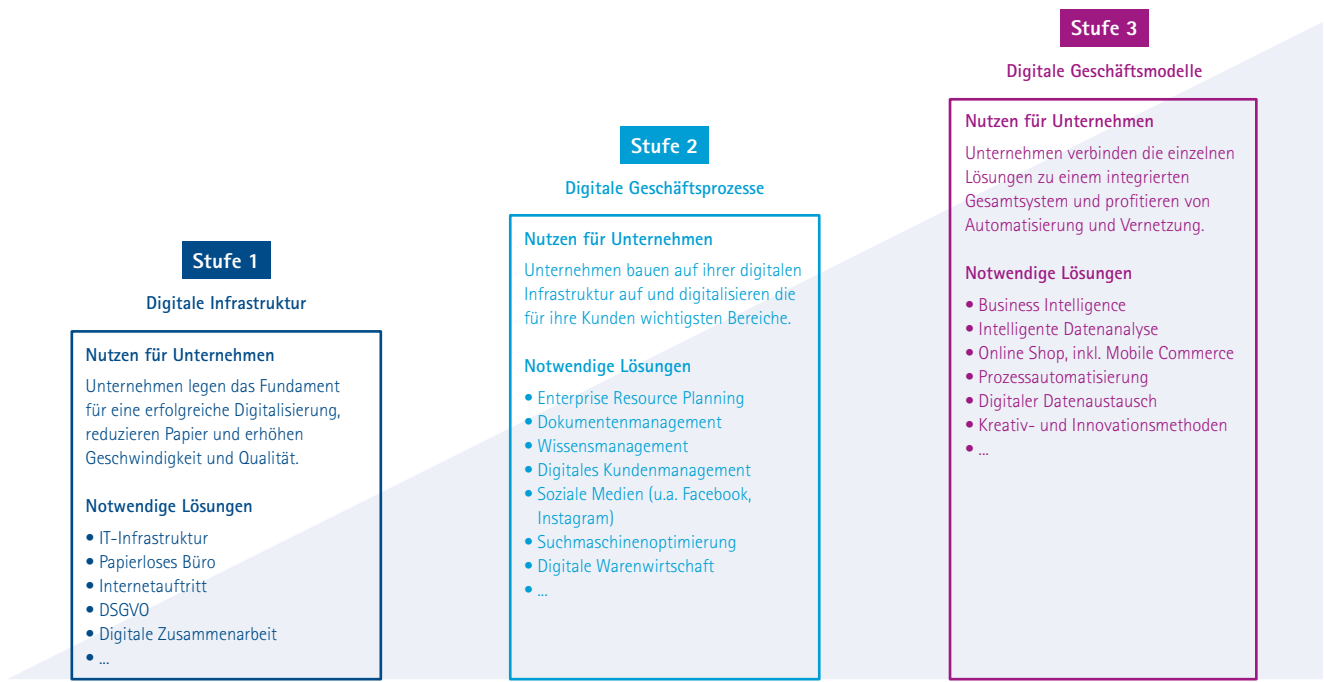 Stufe 1
Digitale Infrastruktur
Nutzen für Unternehmen
Unternehmen legen das Fundament
für eine erfolgreiche Digitalisierung,
reduzieren Papier und erhöhen
Geschwindigkeit und Qualität.
Notwendige Lösungen
• IT-Infrastruktur
• Papierloses Büro
• Internetauftritt
• DSGVO
• Digitale Zusammenarbeit
• ...
Stufe 2
Digitale Geschäftsprozesse
Nutzen für Unternehmen
Unternehmen bauen auf ihrer digitalen
Infrastruktur auf und digitalisieren die
für ihre Kunden wichtigsten Bereiche.
Notwendige Lösungen
• Enterprise Resource Planning
• Dokumentenmanagement
• Wissensmanagement
• Digitales Kundenmanagement
• Soziale Medien (u.a. Facebook,
Instagram)
• Suchmaschinenoptimierung
• Digitale Warenwirtschaft
• ...
Stufe 3
Digitale Geschäftsmodelle
Nutzen für Unternehmen
Unternehmen verbinden die einzelnen
Lösungen zu einem integrierten
Gesamtsystem und profitieren von
Automatisierung und Vernetzung.
Notwendige Lösungen
• Business Intelligence
• Intelligente Datenanalyse
• Online Shop, inkl. Mobile Commerce
• Prozessautomatisierung
• Digitaler Datenaustausch
• Kreativ- und Innovationsmethoden
• ...